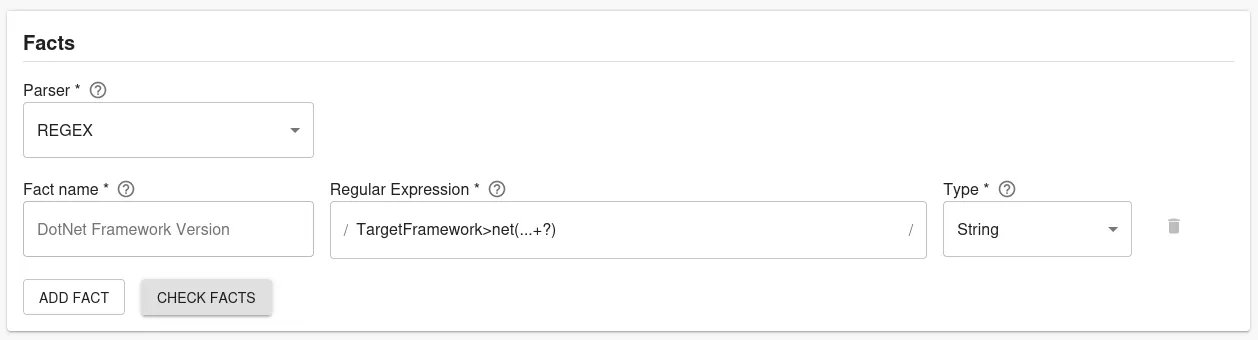 Facts
Parser *
REGEX
Fact name *
Regular Expression *
Type *
DotNet Framework Version
/ TargetFramework>net(...+?) /
String
ADD FACT
CHECK FACTS